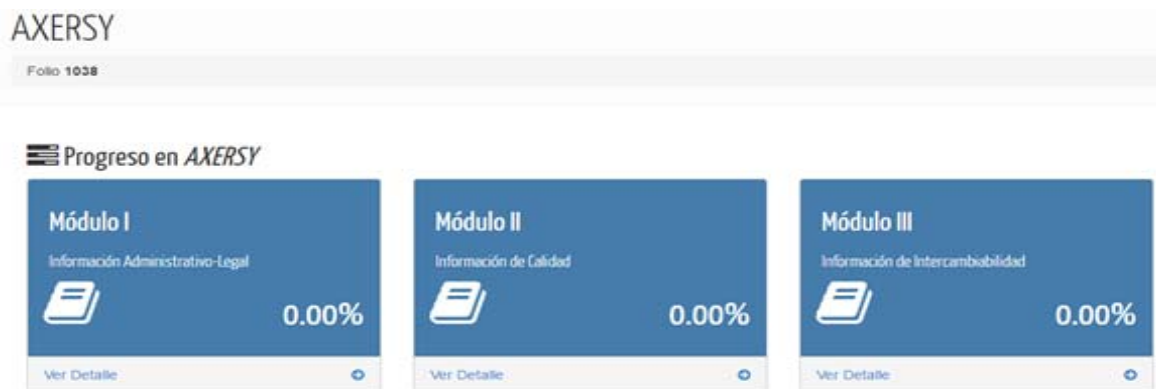 AXERSY
Folio 1038
Progreso en AXERSY
Módulo I
Información Administrativo-Legal
0.00%
Ver Detalle
Módulo II
Información de Calidad
0.00%
Ver Detalle
Módulo III
Información de Intercambiabilidad
0.00%
Ver Detalle